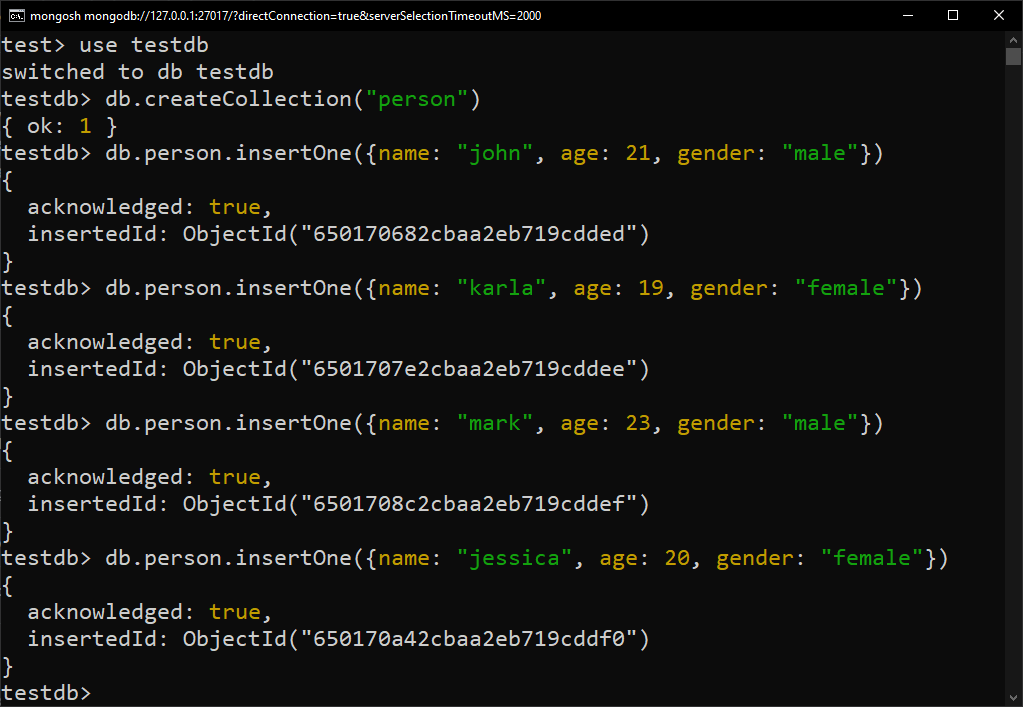 mongosh mongodb://127.0.0.1:27017/?directConnection=true&serverSelectionTimeoutMS=2000
test> use testdb
switched to db testdb
testdb> db.createCollection("person")
{ ok: 1 }
testdb> db.person.insertOne({name: "john", age: 21, gender: "male"})
{
  acknowledged: true,
  insertedId: ObjectId("650170682cbaa2eb719cdded")
}
testdb> db.person.insertOne({name: "karla", age: 19, gender: "female"})
{
  acknowledged: true,
  insertedId: ObjectId("6501707e2cbaa2eb719cddee")
}
testdb> db.person.insertOne({name: "mark", age: 23, gender: "male"})
{
  acknowledged: true,
  insertedId: ObjectId("6501708c2cbaa2eb719cddef")
}
testdb> db.person.insertOne({name: "jessica", age: 20, gender: "female"})
{
  acknowledged: true,
  insertedId: ObjectId("650170a42cbaa2eb719cddf0")
}
testdb>